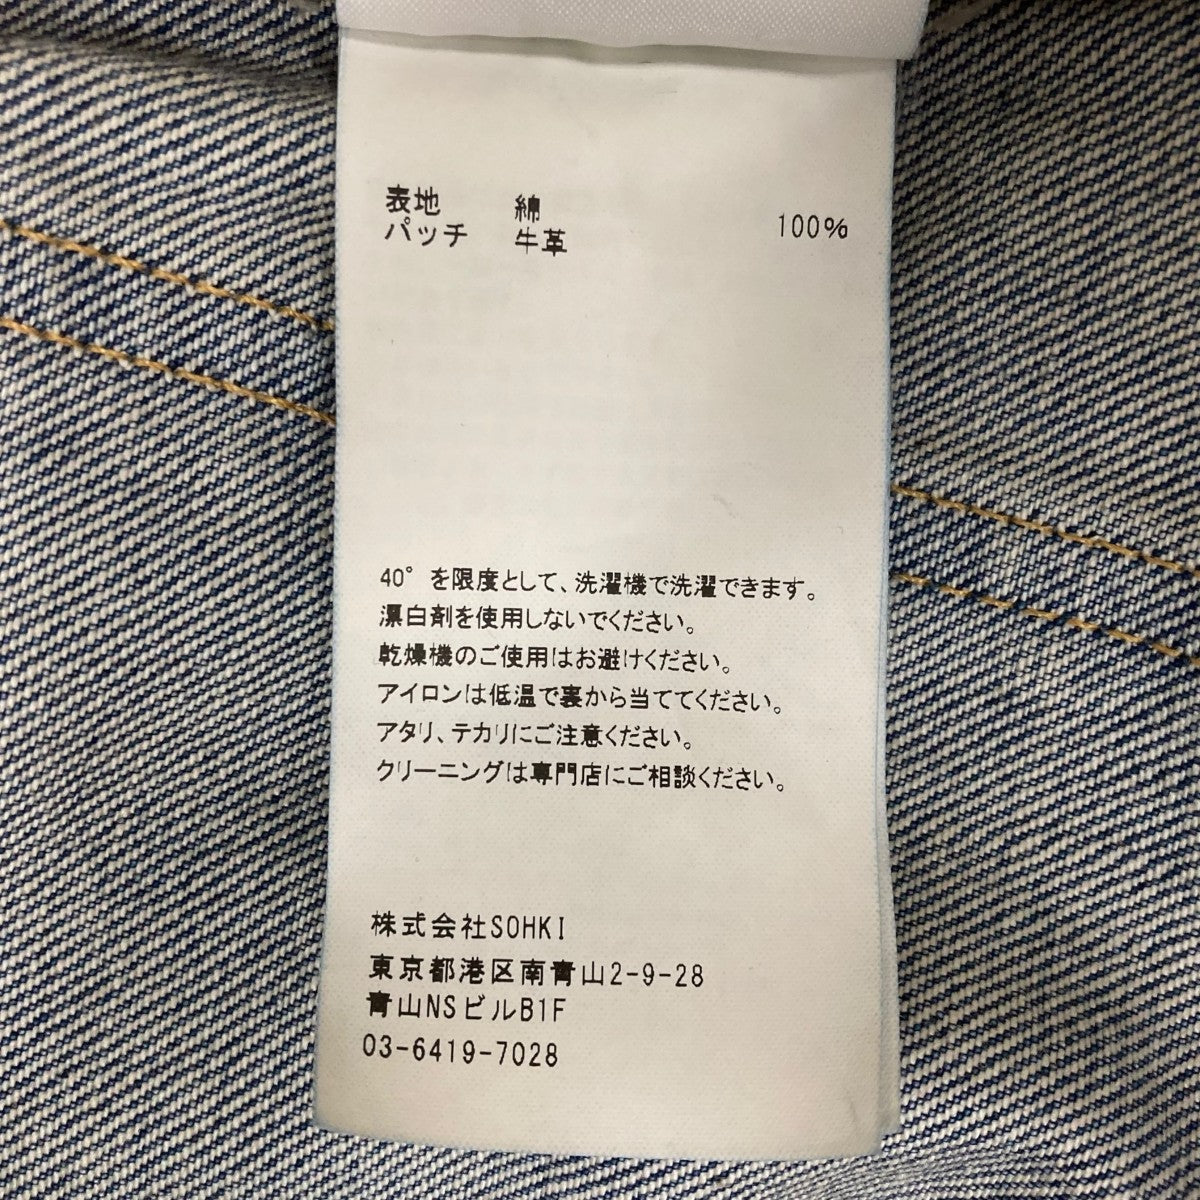 表地 綿 100%
パッチ 牛革
40°を限度として、洗濯機で洗濯できます。
漂白剤を使用しないでください。
乾燥機のご使用はお避けください。
アイロンは低温で裏から当ててください。
アタリ、テカリにご注意ください。
クリーニングは専門店にご相談ください。
株式会社SOHKI
東京都港区南青山2-9-28
青山NSビルB1F
03-6419-7028